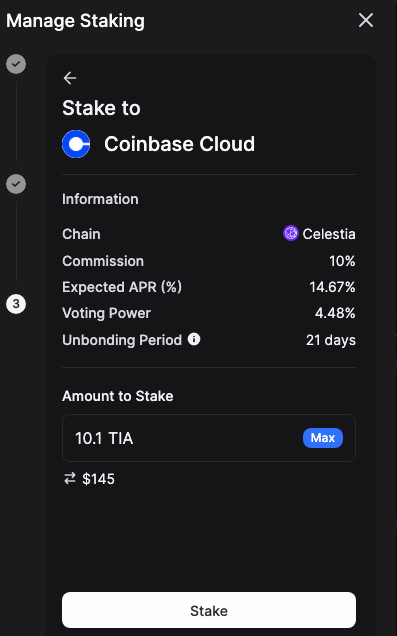 Manage Staking
Stake to
Coinbase Cloud
Information
Chain Celestia
Commission 10%
Expected APR (%) 14.67%
Voting Power 4.48%
3
Unbonding Period 21 days
Amount to Stake
10.1 TIA Max
$145
Stake